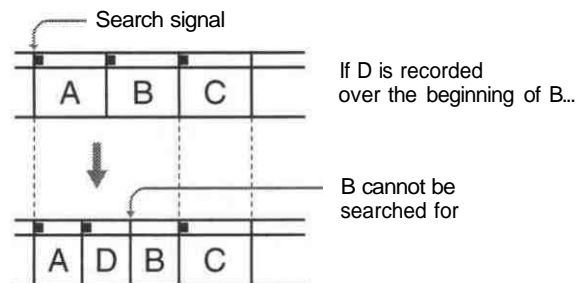 Search signal
A B C
If D is recorded
over the beginning of B...
B cannot be
searched for
A D B C